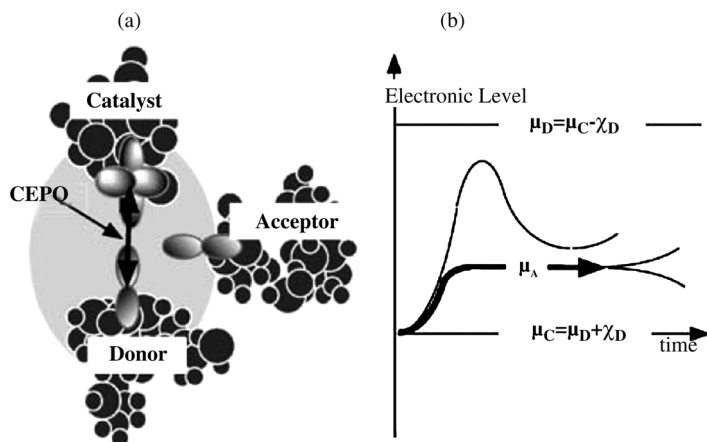 (a)
(b)
Catalyst
CEPO
Acceptor
Donor
Electronic Level
μD=μC-χD
μA
μC=μD+χD
time